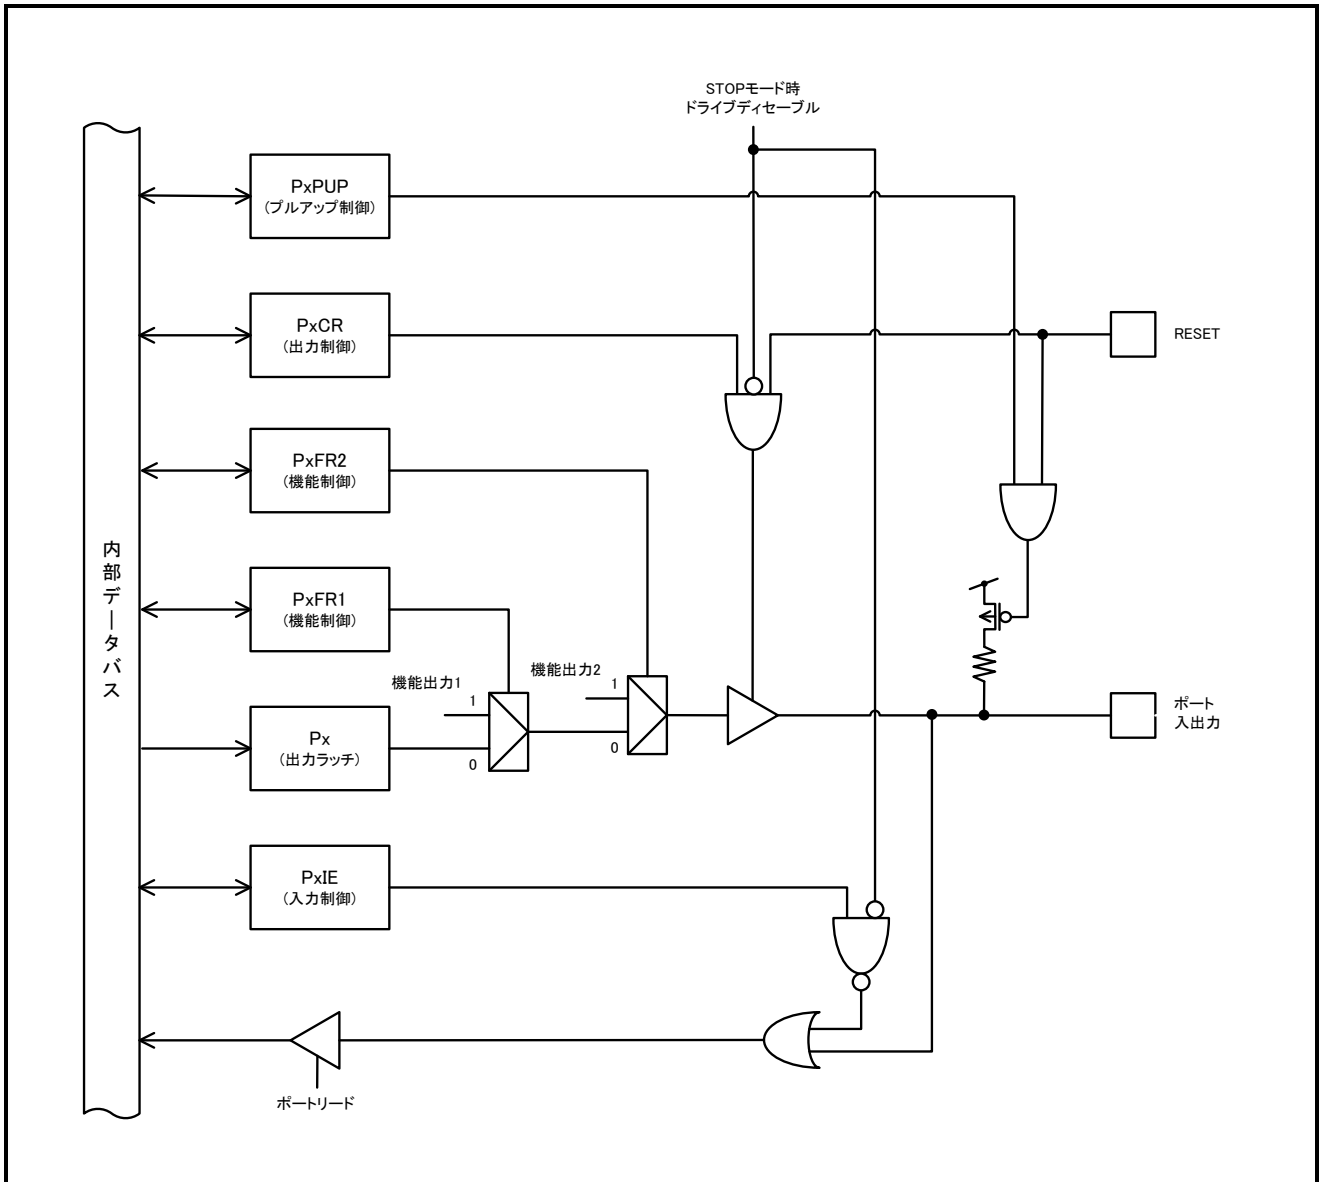 STOPモード時
ドライブディセーブル
PxPUP
(プルアップ制御)
PxCR
(出力制御)
RESET
PxFR2
(機能制御)
内部データバス
PxFR1
(機能制御)
機能出力1
1
0
機能出力2
1
0
Px
(出力ラッチ)
ポート
入出力
PxIE
(入力制御)
ポートリード